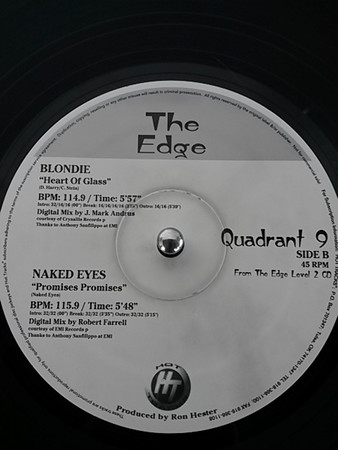 The
Edge
BLONDIE
"Heart Of Glass"
(D. Harry/C. Stein)
BPM: 114.9 / Time: 5'57"
Digital Mix by J. Mark Andrus
courtesy of Crysallis Records p
Thanks to Anthony Sanfilippo at EMI
Quadrant 9
SIDE B
45 RPM
From The Edge Level 2 CD
NAKED EYES
"Promises Promises"
(Naked Eyes)
BPM: 115.9 / Time: 5'48"
Digital Mix by Robert Farrell
courtesy of EMI Records p
Thanks to Anthony Sanfilippo at EMI
HOT
HT
Produced by Ron Hester